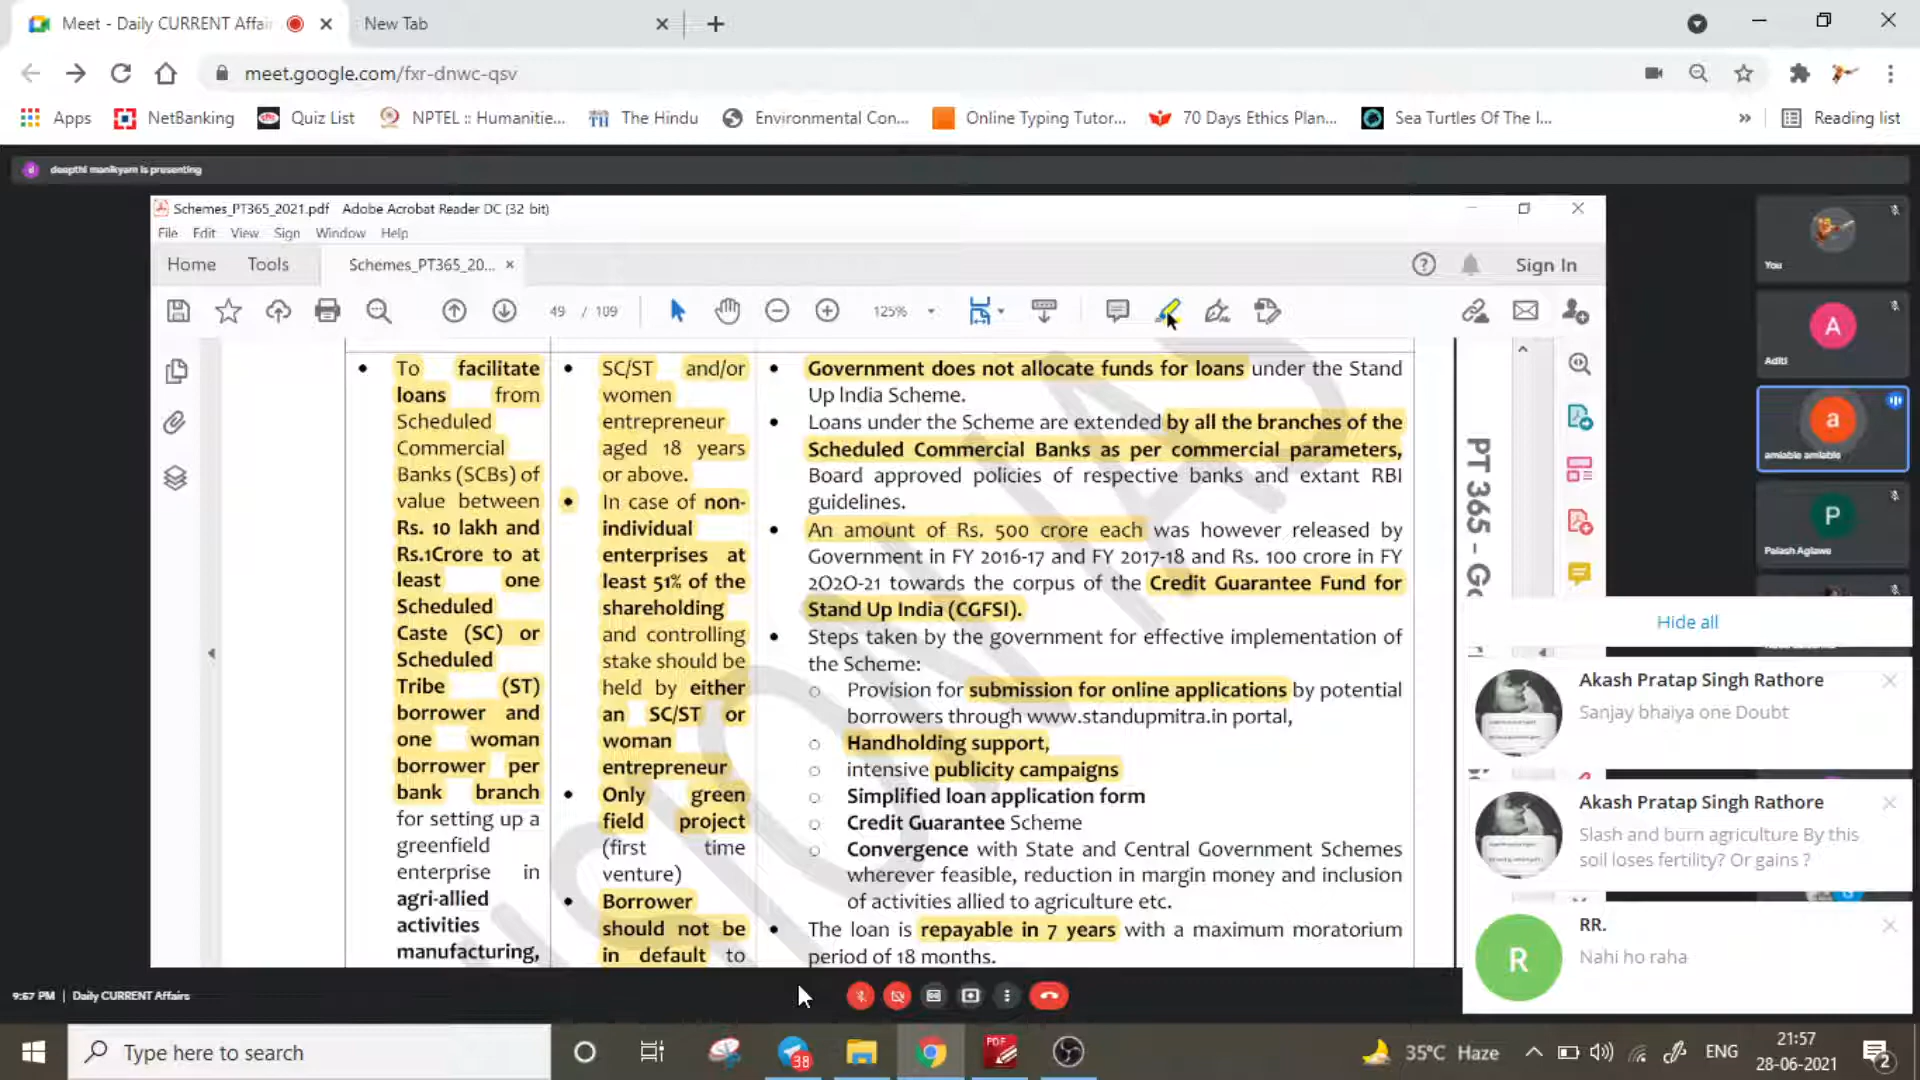 Meet - Daily CURRENT Affair
New Tab
meet.google.com/fxr-dnwc-qsv
Apps
NetBanking
Quiz List
NPTEL :: Humanitie...
The Hindu
Environmental Con...
Online Typing Tutor...
70 Days Ethics Plan...
Sea Turtles Of The I...
»
Reading list
deepthi manikyam is presenting
Schemes_PT365_2021.pdf Adobe Acrobat Reader DC (32 bit)
File Edit View Sign Window Help
Home Tools Schemes_PT365_20... ×
Sign In
49 / 109
125%
To facilitate
loans from
Scheduled
Commercial
Banks (SCBs) of
value between
Rs. 10 lakh and
Rs.1Crore to at
least one
Scheduled
Caste (SC) or
Scheduled
Tribe (ST)
borrower and
one woman
borrower per
bank branch
for setting up a
greenfield
enterprise in
agri-allied
activities
manufacturing,
SC/ST and/or
women
entrepreneur
aged 18 years
or above.
In case of non-
individual
enterprises at
least 51% of the
shareholding
and controlling
stake should be
held by either
an SC/ST or
woman
entrepreneur
Only green
field project
(first time
venture)
Borrower
should not be
in default to
Government does not allocate funds for loans under the Stand
Up India Scheme.
Loans under the Scheme are extended by all the branches of the
Scheduled Commercial Banks as per commercial parameters,
Board approved policies of respective banks and extant RBI
guidelines.
An amount of Rs. 500 crore each was however released by
Government in FY 2016-17 and FY 2017-18 and Rs. 100 crore in FY
2020-21 towards the corpus of the Credit Guarantee Fund for
Stand Up India (CGFSI).
Steps taken by the government for effective implementation of
the Scheme:
Provision for submission for online applications by potential
borrowers through www.standupmitra.in portal,
Handholding support,
intensive publicity campaigns
Simplified loan application form
Credit Guarantee Scheme
Convergence with State and Central Government Schemes
wherever feasible, reduction in margin money and inclusion
of activities allied to agriculture etc.
The loan is repayable in 7 years with a maximum moratorium
period of 18 months.
PT 365 - Go
You
A
Aditi
a
amiable amiable
P
Palash Aglawe
Hide all
Akash Pratap Singh Rathore
Sanjay bhaiya one Doubt
Akash Pratap Singh Rathore
Slash and burn agriculture By this
soil loses fertility? Or gains ?
R
RR.
Nahi ho raha
9:57 PM | Daily CURRENT Affairs
Type here to search
38
PDF
35°C Haze
ENG
21:57
28-06-2021
2